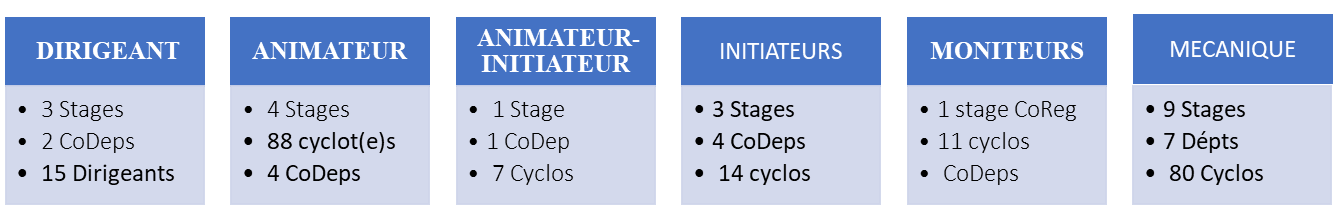 DIRIGEANT
• 3 Stages
• 2 CoDeps
• 15 Dirigeants
ANIMATEUR
• 4 Stages
• 88 cyclot(e)s
• 4 CoDeps
ANIMATEUR-
INITIATEUR
• 1 Stage
•1 CoDep
• 7 Cyclos
INITIATEURS
• 3 Stages
• 4 CoDeps
• 14 cyclos
MONITEURS
• 1 stage CoReg
• 11 cyclos
• CoDeps
MECANIQUE
• 9 Stages
• 7 Dépts
• 80 Cyclos